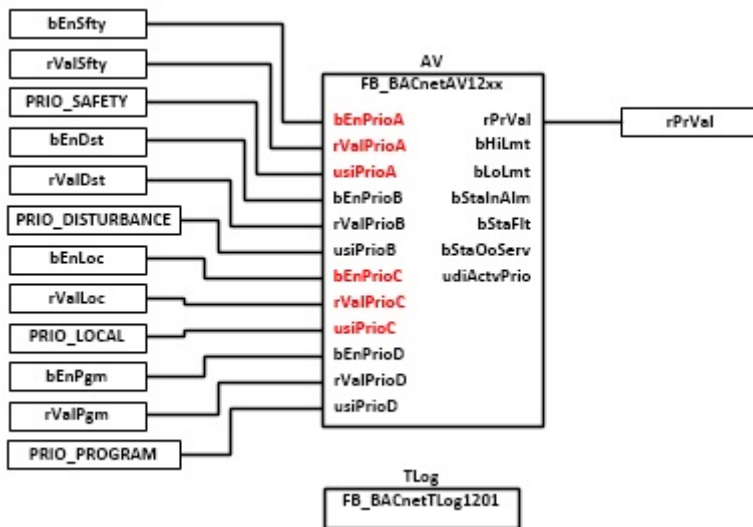 bEnSfty
rValSfty
PRIO_SAFETY
bEnDst
rValDst
PRIO_DISTURBANCE
bEnLoc
rValLoc
PRIO_LOCAL
bEnPgm
rValPgm
PRIO_PROGRAM
AV
FB_BACnetAV12xx
bEnPrioA rPrVal
rValPrioA bHiLmt
usiPrioA bLoLmt
bEnPrioB bStaInAlm
rValPrioB bStaFlt
usiPrioB bStaOoServ
bEnPrioC udiActvPrio
rValPrioC
usiPrioC
bEnPrioD
rValPrioD
usiPrioD
rPrVal
TLog
FB_BACnetTLog1201